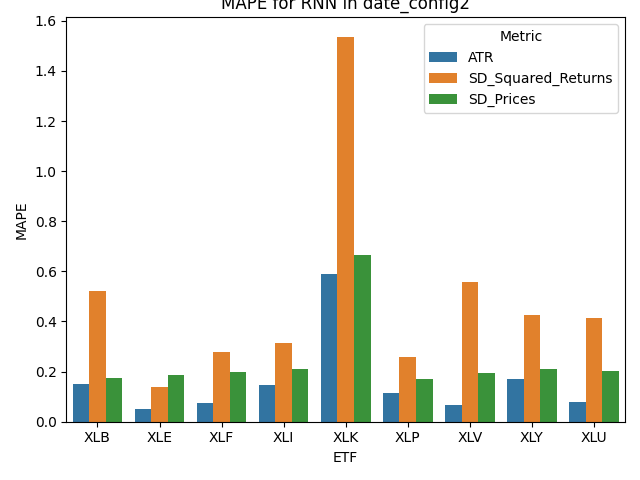 MAPE for RNN in date_config2
Metric
ATR
SD_Squared_Returns
SD_Prices
MAPE
1.6
1.4
1.2
1.0
0.8
0.6
0.4
0.2
0.0
XLB XLE XLF XLI XLK XLP XLV XLY XLU
ETF